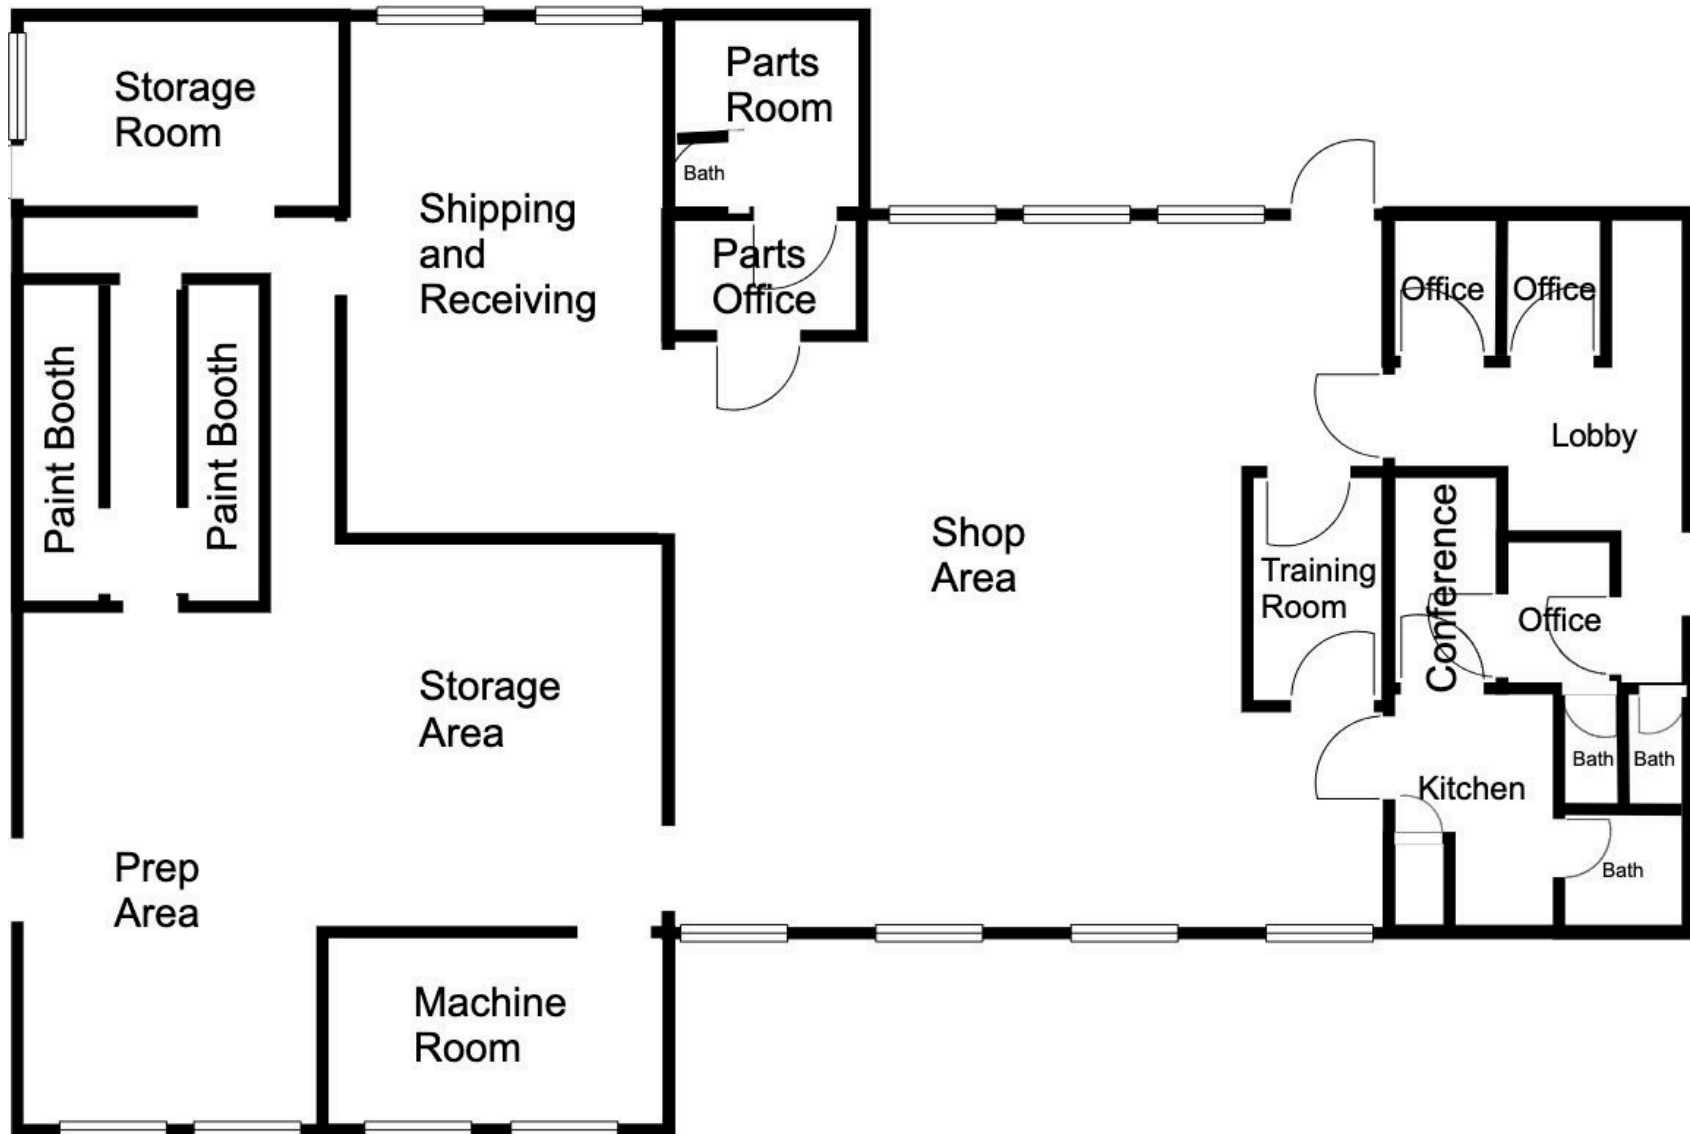 Storage
Room
Parts
Room
Bath
Shipping
and
Receiving
Parts
Office
Office
Office
Paint Booth
Paint Booth
Lobby
Conference
Shop
Area
Training
Room
Office
Storage
Area
Bath
Bath
Kitchen
Prep
Area
Bath
Machine
Room